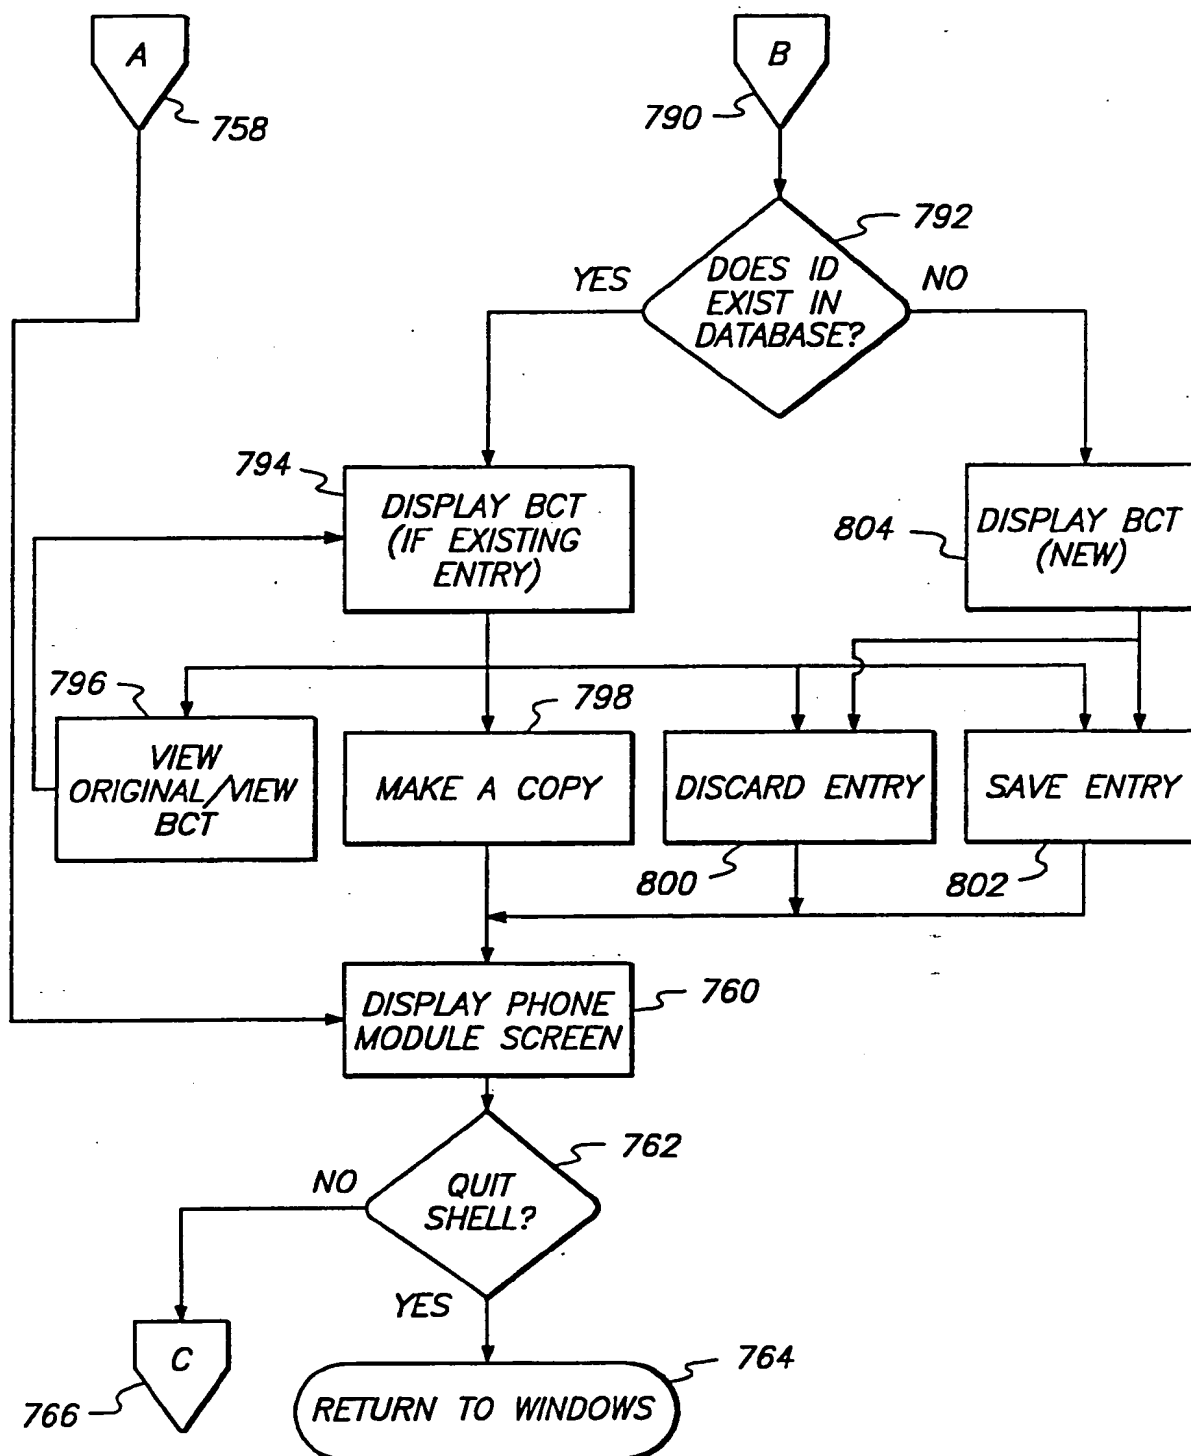 A
758
B
790
792
YES
DOES ID
EXIST IN
DATABASE?
NO
794
DISPLAY BCT
(IF EXISTING
ENTRY)
804
DISPLAY BCT
(NEW)
796
VIEW
ORIGINAL/VIEW
BCT
798
MAKE A COPY
DISCARD ENTRY
800
SAVE ENTRY
802
DISPLAY PHONE
MODULE SCREEN
760
762
NO
QUIT
SHELL?
YES
C
766
764
RETURN TO WINDOWS